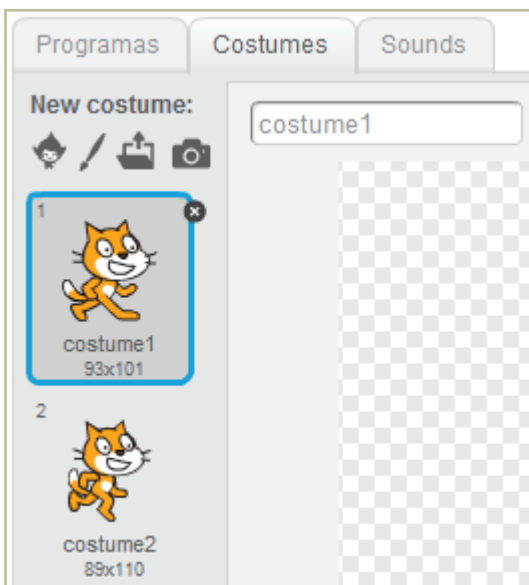 Programas Costumes Sounds
New costume:
costume1
1
costume1
93x101
2
costume2
89x110